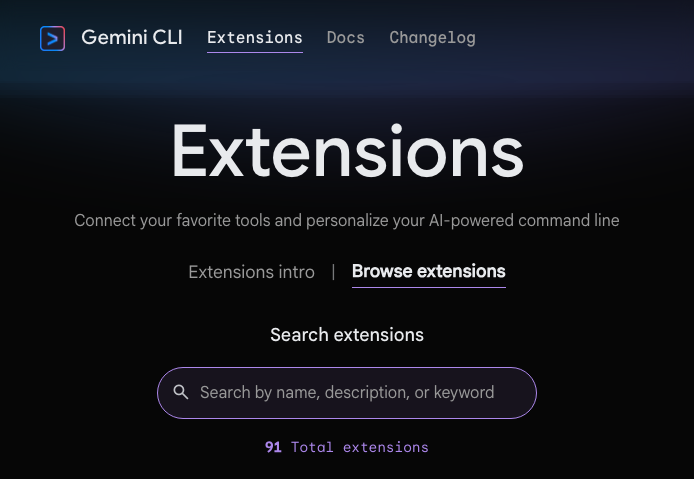 Gemini CLI Extensions Docs Changelog
Extensions
Connect your favorite tools and personalize your AI-powered command line
Extensions intro | Browse extensions
Search extensions
Search by name, description, or keyword
91 Total extensions